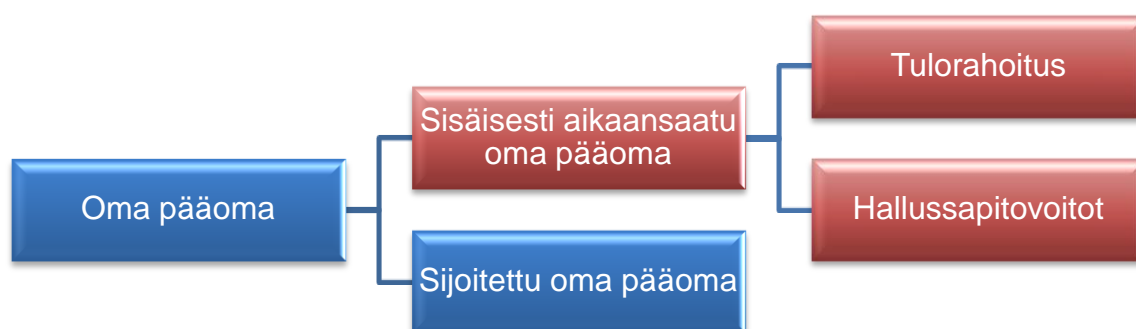 Oma pääoma
Sisäisesti aikaansaatu
oma pääoma
Sijoitettu oma pääoma
Tulorahoitus
Hallussapitovoitot